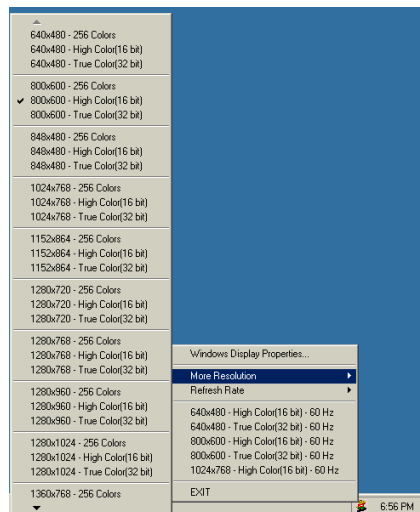 640x480 - 256 Colors
640x480 - High Color(16 bit)
640x480 - True Color(32 bit)
800x600 - 256 Colors
800x600 - High Color(16 bit)
800x600 - True Color(32 bit)
848x480 - 256 Colors
848x480 - High Color(16 bit)
848x480 - True Color(32 bit)
1024x768 - 256 Colors
1024x768 - High Color(16 bit)
1024x768 - True Color(32 bit)
1152x864 - 256 Colors
1152x864 - High Color(16 bit)
1152x864 - True Color(32 bit)
1280x720 - 256 Colors
1280x720 - High Color(16 bit)
1280x720 - True Color(32 bit)
1280x768 - 256 Colors
1280x768 - High Color(16 bit)
1280x768 - True Color(32 bit)
1280x960 - 256 Colors
1280x960 - High Color(16 bit)
1280x960 - True Color(32 bit)
1280x1024 - 256 Colors
1280x1024 - High Color(16 bit)
1280x1024 - True Color(32 bit)
1360x768 - 256 Colors
Windows Display Properties...
More Resolution
Refresh Rate
640x480 - High Color(16 bit) - 60 Hz
640x480 - True Color(32 bit) - 60 Hz
800x600 - High Color(16 bit) - 60 Hz
800x600 - True Color(32 bit) - 60 Hz
1024x768 - High Color(16 bit) - 60 Hz
EXIT
6:56 PM